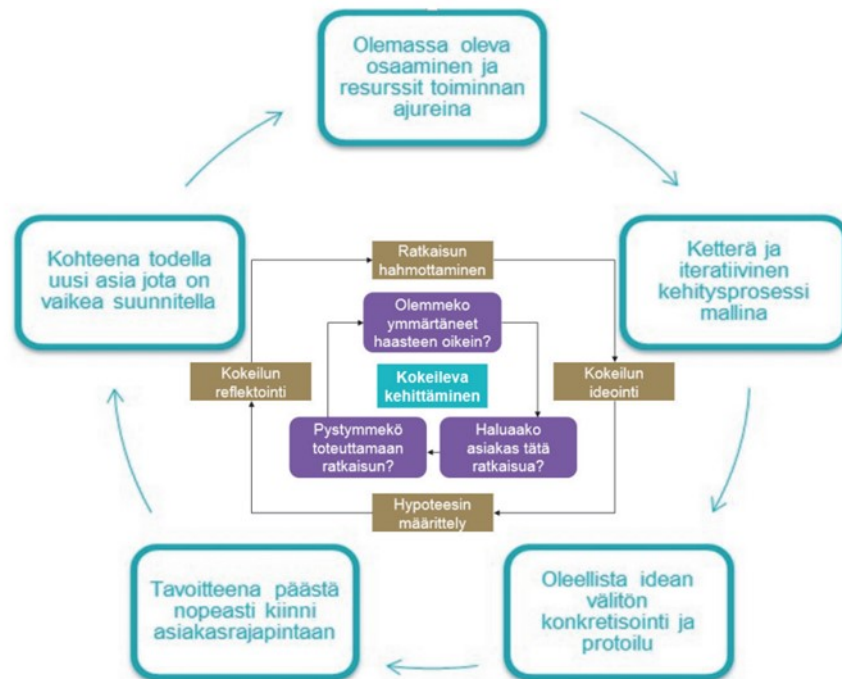 Olemassa oleva
osaaminen ja
resurssit toiminnan
ajureina
Ketterä ja
iteratiivinen
kehitysprosessi
mallina
Oleellista idean
välitön
konkretisointi ja
protoilu
Tavoitteena päästä
nopeasti kiinni
asiakasrajapintaan
Kohteena todella
uusi asia jota on
vaikea suunnitella
Ratkaisun
hahmottaminen
Kokeilun
ideointi
Hypoteesin
määrittely
Kokeilun
reflektointi
Olemmeko
ymmärtäneet
haasteen oikein?
Haluaako
asiakas tätä
ratkaisua?
Pystymmekö
toteuttamaan
ratkaisun?
Kokeileva
kehittäminen